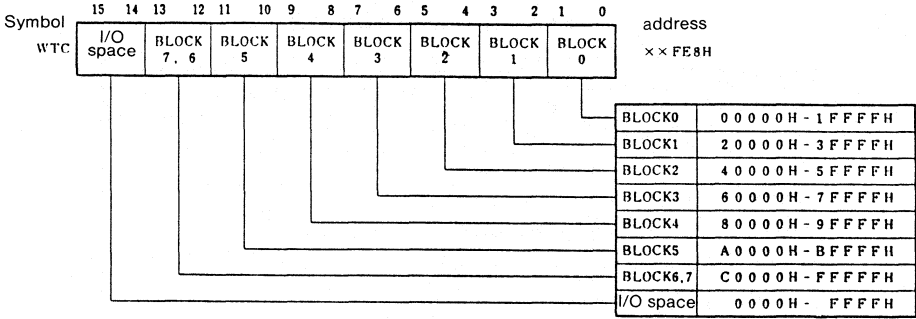 15 14 13 12 11 10 9 8 7 6 5 4 3 2 1 0
Symbol address
WTC I/O space BLOCK 7, 6 BLOCK 5 BLOCK 4 BLOCK 3 BLOCK 2 BLOCK 1 BLOCK 0 ××FE8H
BLOCK0 00000H-1FFFFH
BLOCK1 20000H-3FFFFH
BLOCK2 40000H-5FFFFH
BLOCK3 60000H-7FFFFH
BLOCK4 80000H-9FFFFH
BLOCK5 A0000H-BFFFFH
BLOCK6,7 C0000H-FFFFFH
I/O space 0000H- FFFFH